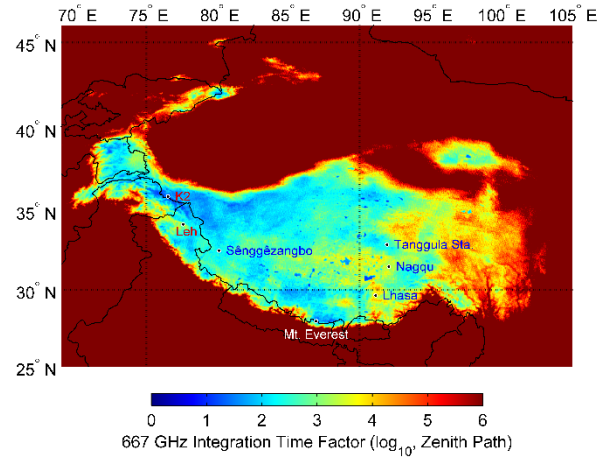 70° E 75° E 80° E 85° E 90° E 95° E 100° E 105° E
45° N
40° N
35° N
30° N
25° N
K2
Leh
Sênggêzangbo
Tanggula Sta.
Nagqu
Lhasa
Mt. Everest
0 1 2 3 4 5 6
667 GHz Integration Time Factor (log₁₀, Zenith Path)